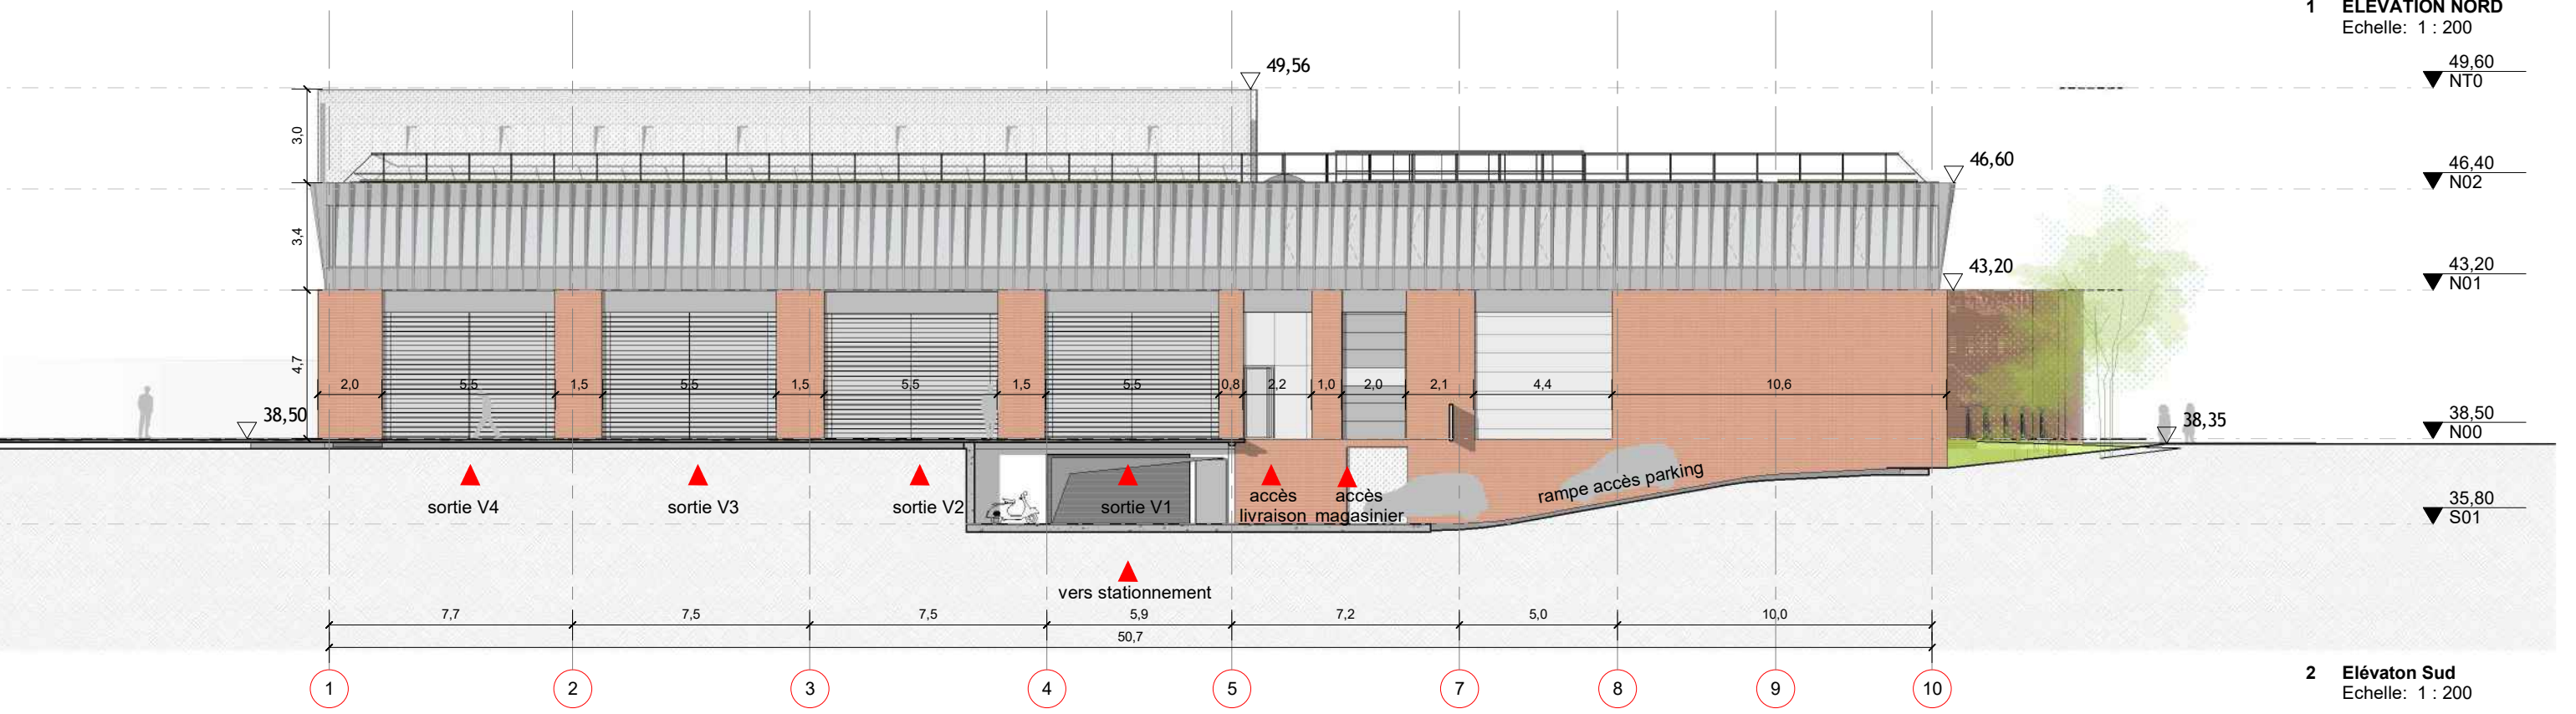 1 ELEVATION NORD
Echelle: 1 : 200
49,56
49,60
NT0
3,0
46,60
46,40
N02
3,4
43,20
43,20
N01
4,7
2,0 5,5 1,5 5,5 1,5 5,5 1,5 5,5 0,8 2,2 1,0 2,0 2,1 4,4 10,6
38,50
38,35
38,50
N00
sortie V4
sortie V3
sortie V2
sortie V1
accès
livraison
accès
magasinier
rampe accès parking
35,80
S01
vers stationnement
7,7 7,5 7,5 5,9 7,2 5,0 10,0
50,7
1 2 3 4 5 7 8 9 10
2 Elévaton Sud
Echelle: 1 : 200